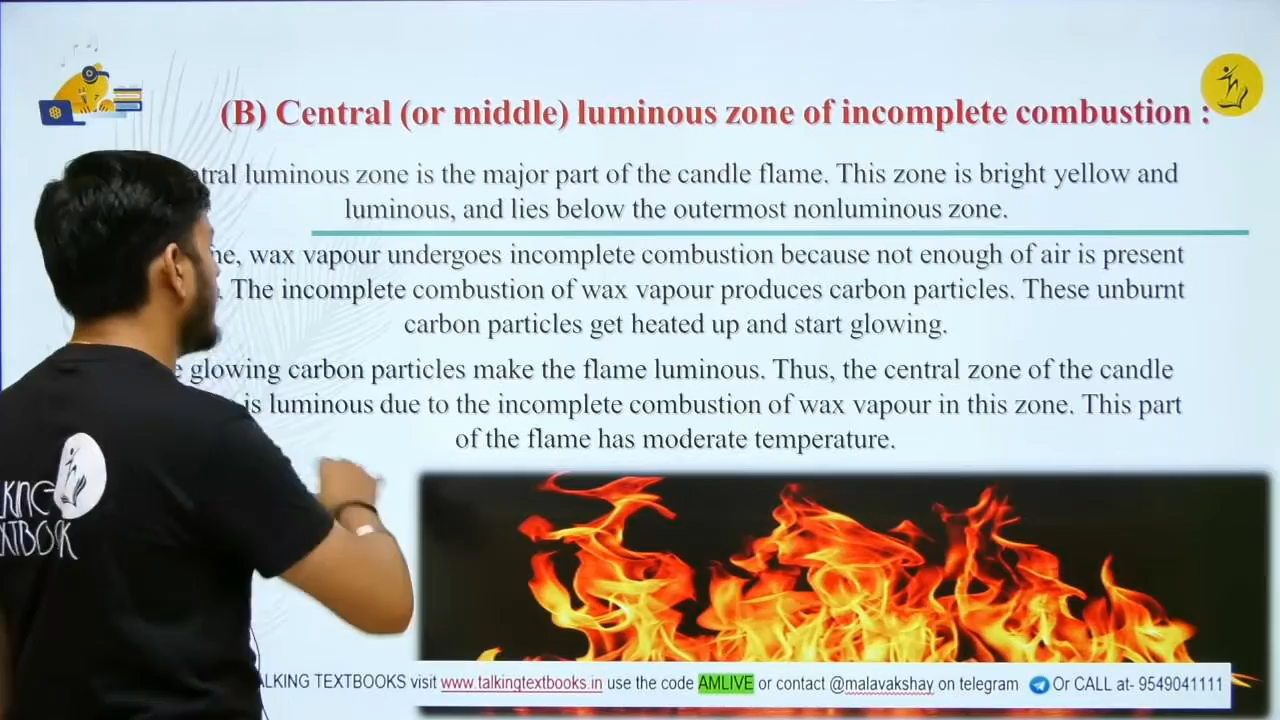 (B) Central (or middle) luminous zone of incomplete combustion :
luminous zone is the major part of the candle flame. This zone is bright yellow and
luminous, and lies below the outermost nonluminous zone.
wax vapour undergoes incomplete combustion because not enough of air is present
The incomplete combustion of wax vapour produces carbon particles. These unburnt
carbon particles get heated up and start glowing.
glowing carbon particles make the flame luminous. Thus, the central zone of the candle
is luminous due to the incomplete combustion of wax vapour in this zone. This part
of the flame has moderate temperature.
TEXTBOOKS visit www.talkingtextbooks.in use the code AMLIVE or contact @malavakshay on telegram Or CALL at- 9549041111